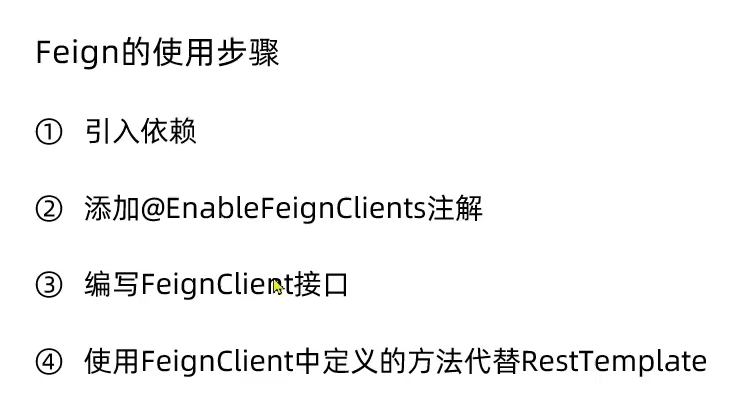 Feign的使用步骤
① 引入依赖
② 添加@EnableFeignClients注解
③ 编写FeignClient接口
④ 使用FeignClient中定义的方法代替RestTemplate